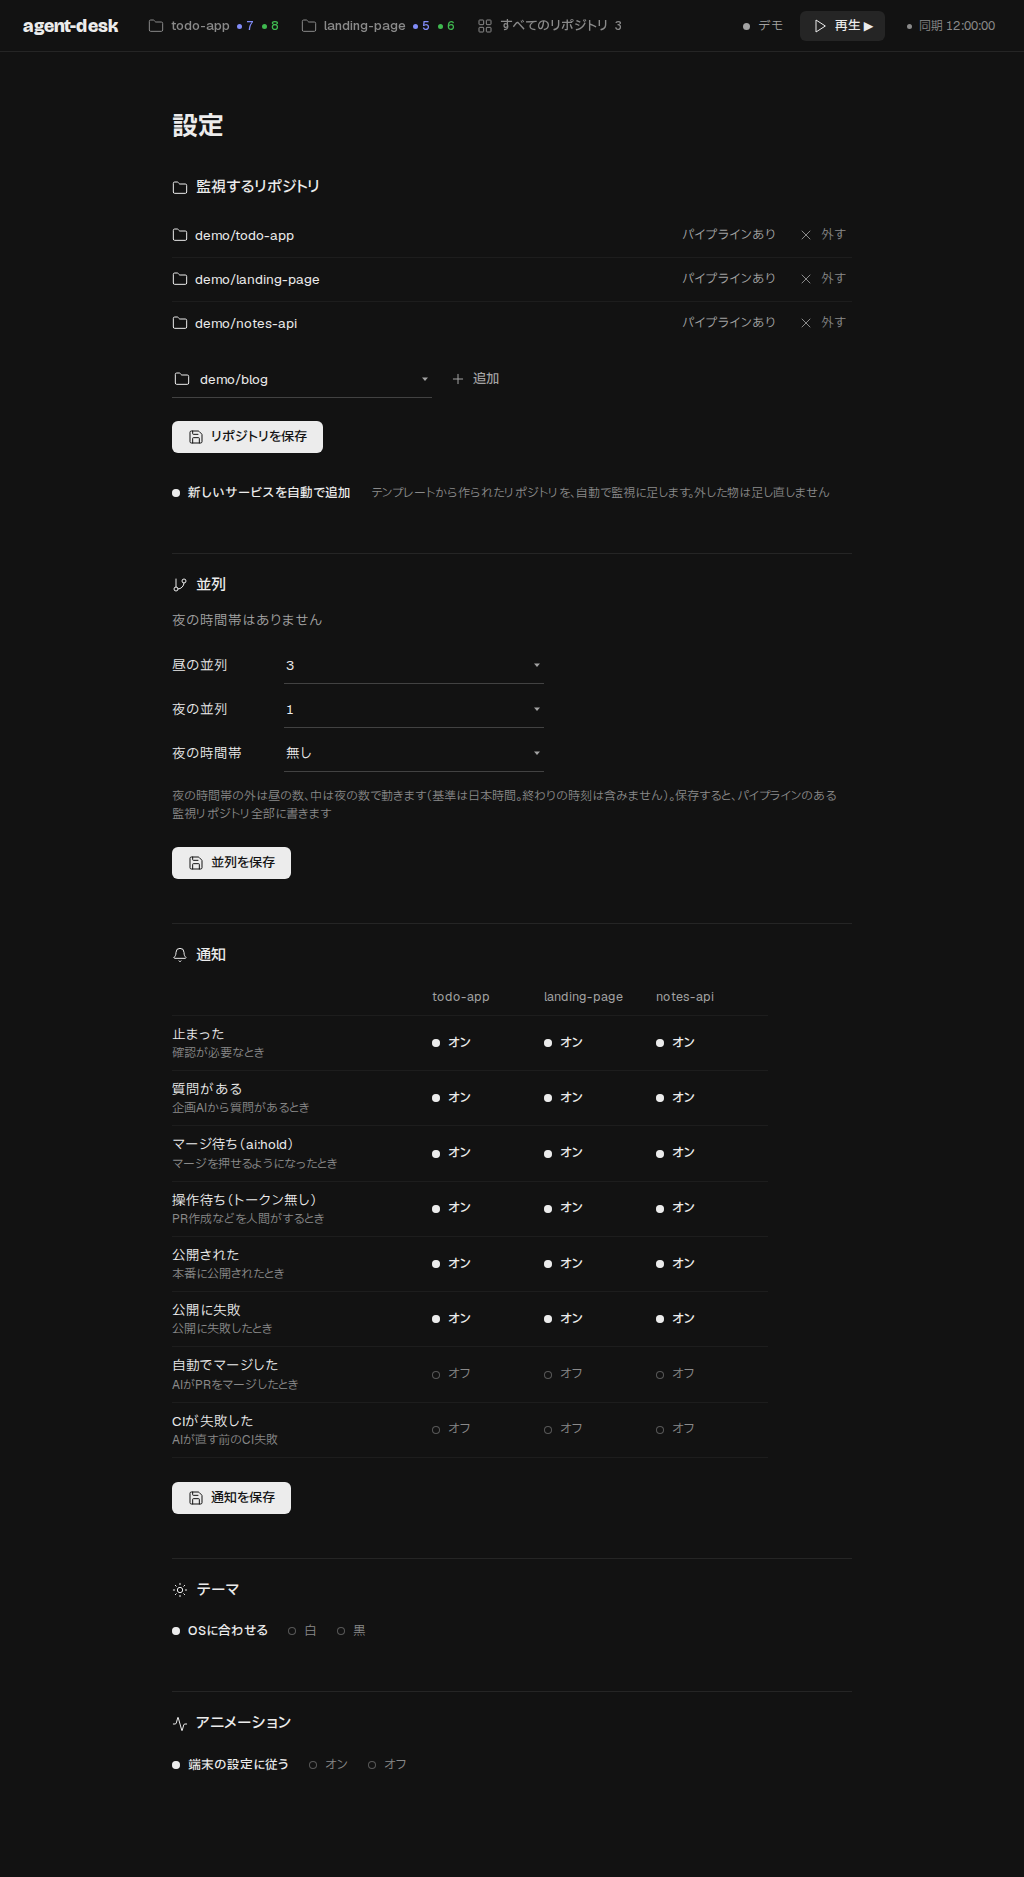 agent-desk todo-app 7 8 landing-page 5 6 すべてのリポジトリ 3 デモ 再生 ▶ 同期 12:00:00
設定
監視するリポジトリ
demo/todo-app パイプラインあり 外す
demo/landing-page パイプラインあり 外す
demo/notes-api パイプラインあり 外す
demo/blog 追加
リポジトリを保存
新しいサービスを自動で追加 テンプレートから作られたリポジトリを、自動で監視に足します。外した物は足し直しません
並列
夜の時間帯はありません
昼の並列 3
夜の並列 1
夜の時間帯 無し
夜の時間帯の外は昼の数、中は夜の数で動きます（基準は日本時間。終わりの時刻は含みません）。保存すると、パイプラインのある
監視リポジトリ全部に書きます
並列を保存
通知
todo-app landing-page notes-api
止まった
確認が必要なとき
オン オン オン
質問がある
企画AIから質問があるとき
オン オン オン
マージ待ち（ai:hold）
マージを押せるようになったとき
オン オン オン
操作待ち（トークン無し）
PR作成などを人間がするとき
オン オン オン
公開された
本番に公開されたとき
オン オン オン
公開に失敗
公開に失敗したとき
オン オン オン
自動でマージした
AIがPRをマージしたとき
オフ オフ オフ
CIが失敗した
AIが直す前のCI失敗
オフ オフ オフ
通知を保存
テーマ
OSに合わせる 白 黒
アニメーション
端末の設定に従う オン オフ